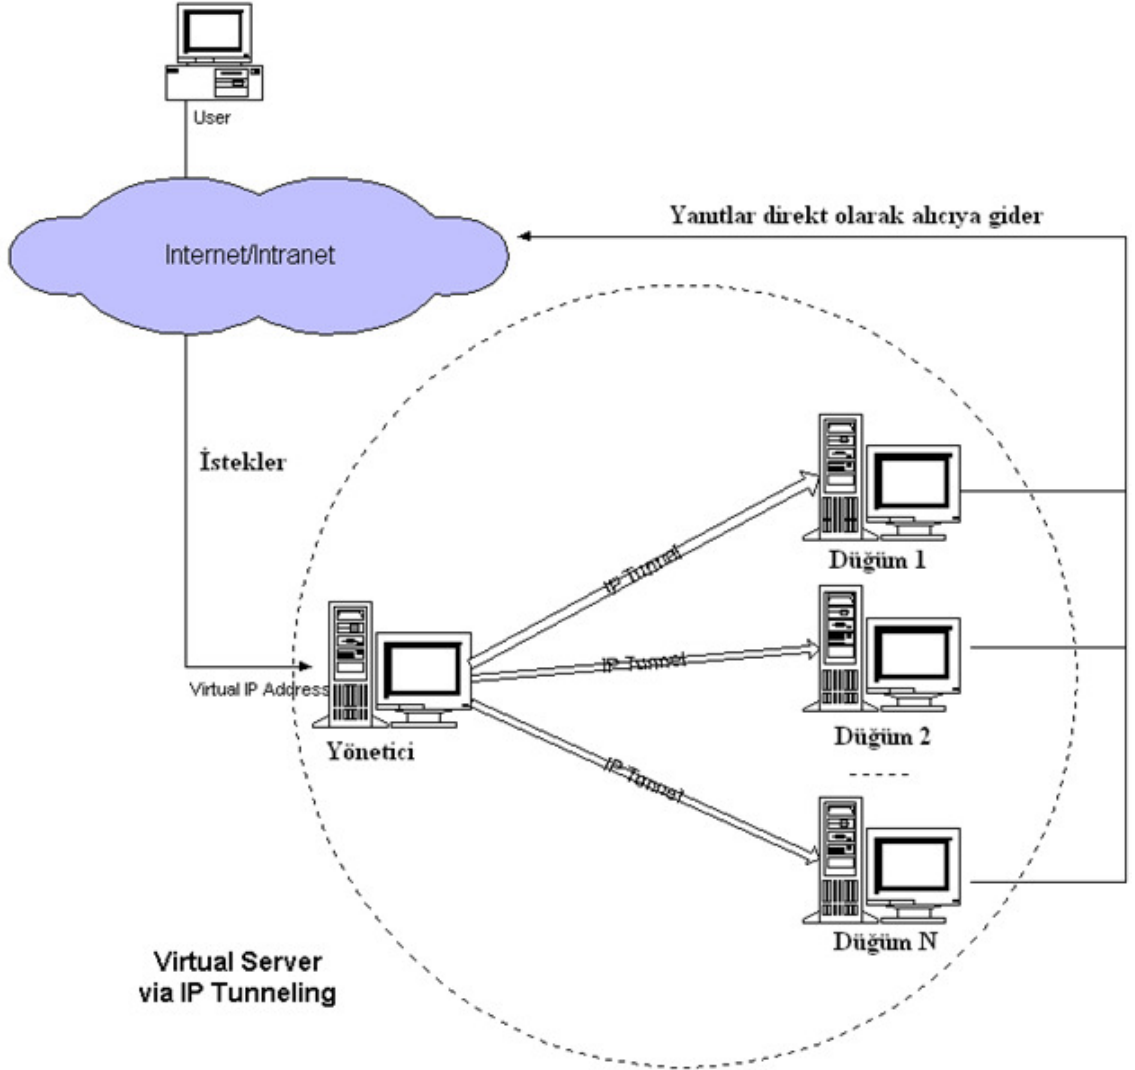 User
Internet/Intranet
Yanıtlar direkt olarak alıcıya gider
İstekler
IP Tunnel
Düğüm 1
IP Tunnel
Virtual IP Address
Yönetici
Düğüm 2
IP Tunnel
Düğüm N
Virtual Server
via IP Tunneling